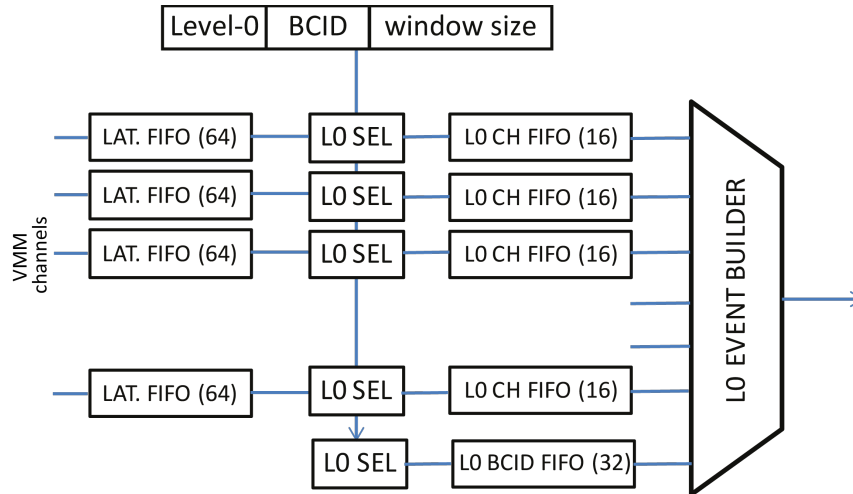 Level-0 BCID window size
LAT. FIFO (64) L0 SEL L0 CH FIFO (16)
LAT. FIFO (64) L0 SEL L0 CH FIFO (16)
LAT. FIFO (64) L0 SEL L0 CH FIFO (16)
VMM
channels
LAT. FIFO (64) L0 SEL L0 CH FIFO (16)
L0 SEL L0 BCID FIFO (32)
L0 EVENT BUILDER